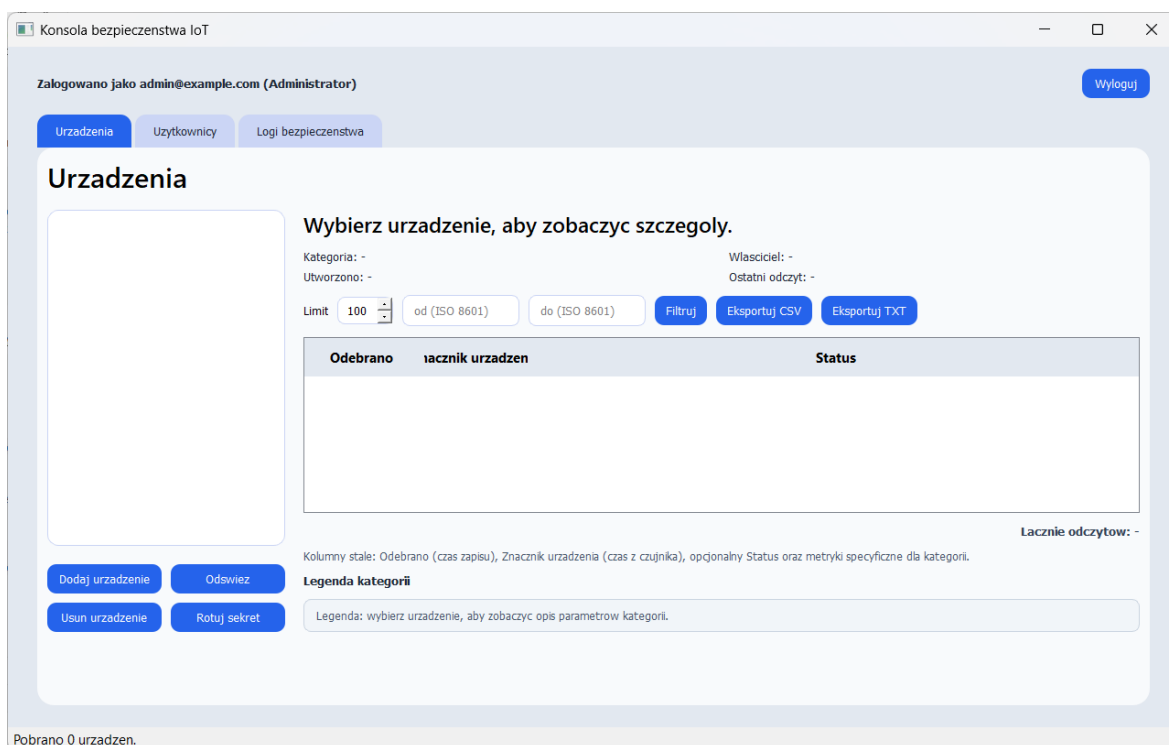 Konsola bezpieczenstwa IoT
Zalogowano jako admin@example.com (Administrator)
Wyloguj
Urzadzenia Uzytkownicy Logi bezpieczenstwa
Urzadzenia
Wybierz urzadzenie, aby zobaczyc szczegoly.
Kategoria: - Wlasciciel: -
Utworzono: - Ostatni odczyt: -
Limit 100 od (ISO 8601) do (ISO 8601) Filtruj Eksportuj CSV Eksportuj TXT
Odebrano nacznik urzadzen Status
Lacznie odczytow: -
Kolumny stale: Odebrano (czas zapisu), Znacznik urzadzenia (czas z czujnika), opcjonalny Status oraz metryki specyficzne dla kategorii.
Dodaj urzadzenie Odswiez
Legenda kategorii
Usun urzadzenie Rotuj sekret
Legenda: wybierz urzadzenie, aby zobaczyc opis parametrow kategorii.
Pobrano 0 urzadzen.